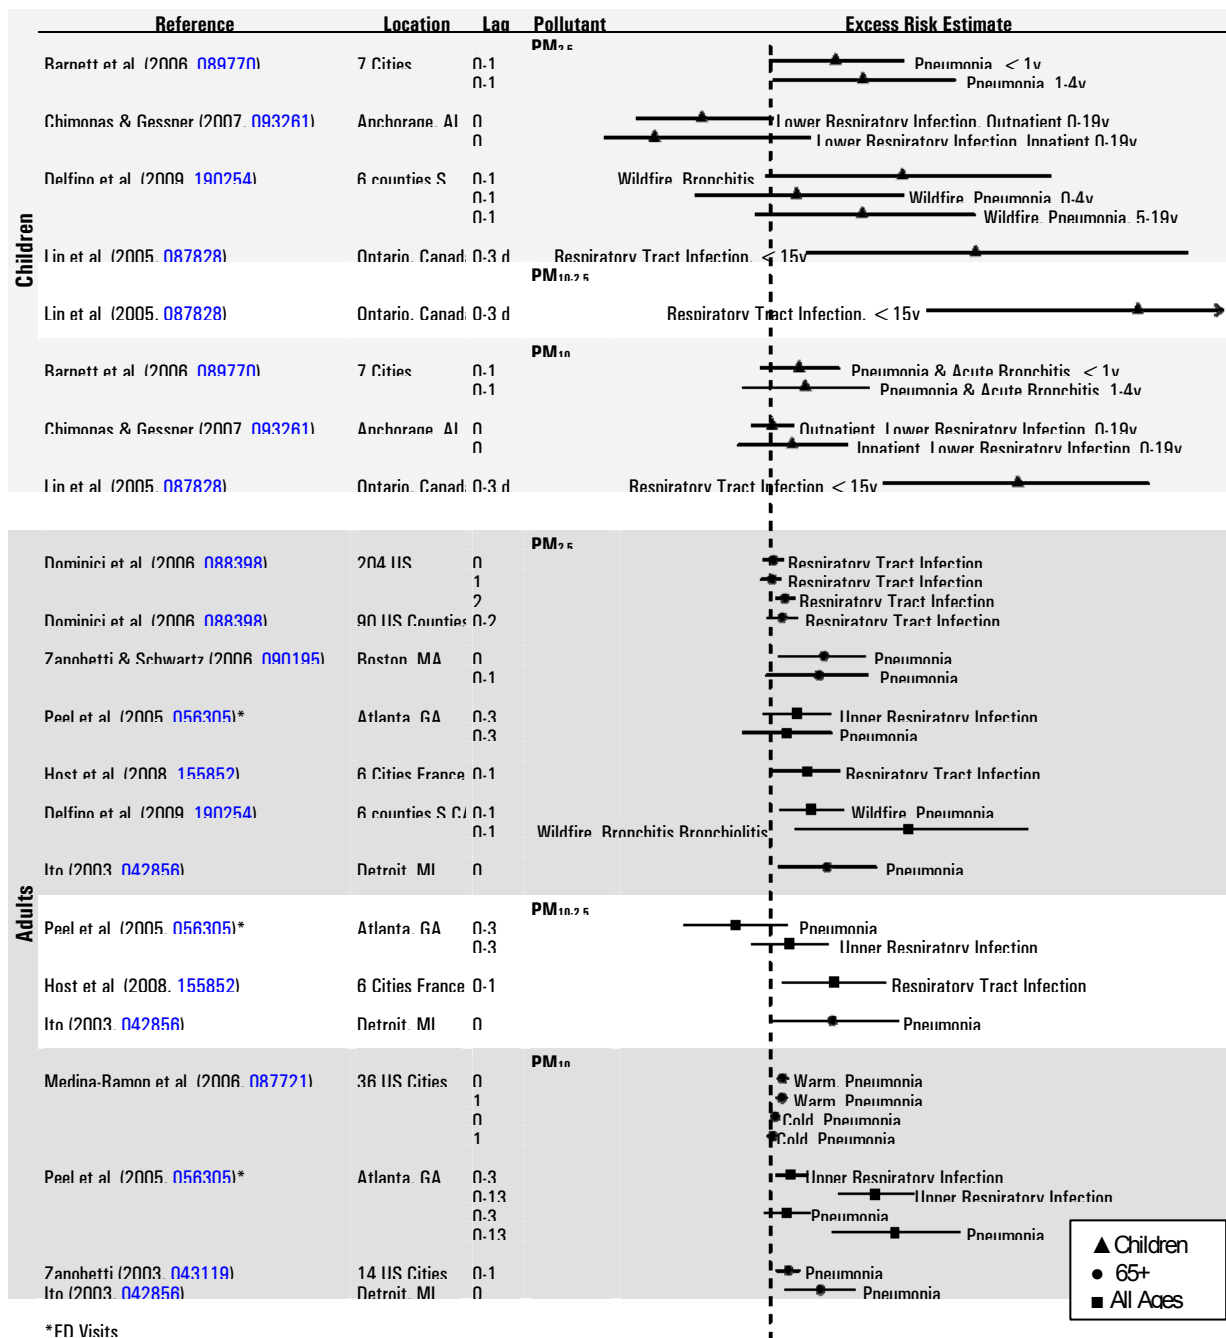 Reference Location Lag Pollutant Excess Risk Estimate
PM2.5
Barnett et al. (2006, 089770) 7 Cities 0-1 Pneumonia, <1y
0-1 Pneumonia, 1-4y
Chimonas & Gessner (2007, 093261) Anchorage, AL 0 Lower Respiratory Infection, Outpatient 0-19y
0 Lower Respiratory Infection, Inpatient 0-19y
Delfino et al. (2009, 190254) 6 counties S 0-1 Wildfire, Bronchitis
0-1 Wildfire, Pneumonia, 0-4y
0-1 Wildfire, Pneumonia, 5-19y
Children
Lin et al. (2005, 087828) Ontario, Canada 0-3 d Respiratory Tract Infection, <15y
PM10-2.5
Lin et al. (2005, 087828) Ontario, Canada 0-3 d Respiratory Tract Infection, <15y
PM10
Barnett et al. (2006, 089770) 7 Cities 0-1 Pneumonia & Acute Bronchitis, <1y
0-1 Pneumonia & Acute Bronchitis, 1-4y
Chimonas & Gessner (2007, 093261) Anchorage, AL 0 Outpatient, Lower Respiratory Infection, 0-19y
0 Inpatient, Lower Respiratory Infection, 0-19y
Lin et al. (2005, 087828) Ontario, Canada 0-3 d Respiratory Tract Infection, <15y
PM2.5
Dominici et al. (2006, 088398) 204 US 0 Respiratory Tract Infection
1 Respiratory Tract Infection
2 Respiratory Tract Infection
Dominici et al. (2006, 088398) 90 US Counties 0-2 Respiratory Tract Infection
Zanobetti & Schwartz (2006, 090195) Boston, MA 0 Pneumonia
0-1 Pneumonia
Peel et al. (2005, 056305)* Atlanta, GA 0-3 Upper Respiratory Infection
0-3 Pneumonia
Host et al. (2008, 155852) 6 Cities France 0-1 Respiratory Tract Infection
Delfino et al. (2009, 190254) 6 counties S CA 0-1 Wildfire, Pneumonia
0-1 Wildfire, Bronchitis Bronchiolitis
Ito (2003, 042856) Detroit, MI 0 Pneumonia
Adults
PM10-2.5
Peel et al. (2005, 056305)* Atlanta, GA 0-3 Pneumonia
0-3 Upper Respiratory Infection
Host et al. (2008, 155852) 6 Cities France 0-1 Respiratory Tract Infection
Ito (2003, 042856) Detroit, MI 0 Pneumonia
PM10
Medina-Ramon et al. (2006, 087721) 36 US Cities 0 Warm, Pneumonia
1 Warm, Pneumonia
0 Cold, Pneumonia
1 Cold, Pneumonia
Peel et al. (2005, 056305)* Atlanta, GA 0-3 Upper Respiratory Infection
0-13 Upper Respiratory Infection
0-3 Pneumonia
0-13 Pneumonia
Zanobetti (2003, 043119) 14 US Cities 0-1 Pneumonia
Ito (2003, 042856) Detroit, MI 0 Pneumonia
Children
65+
All Ages
*ED Visits